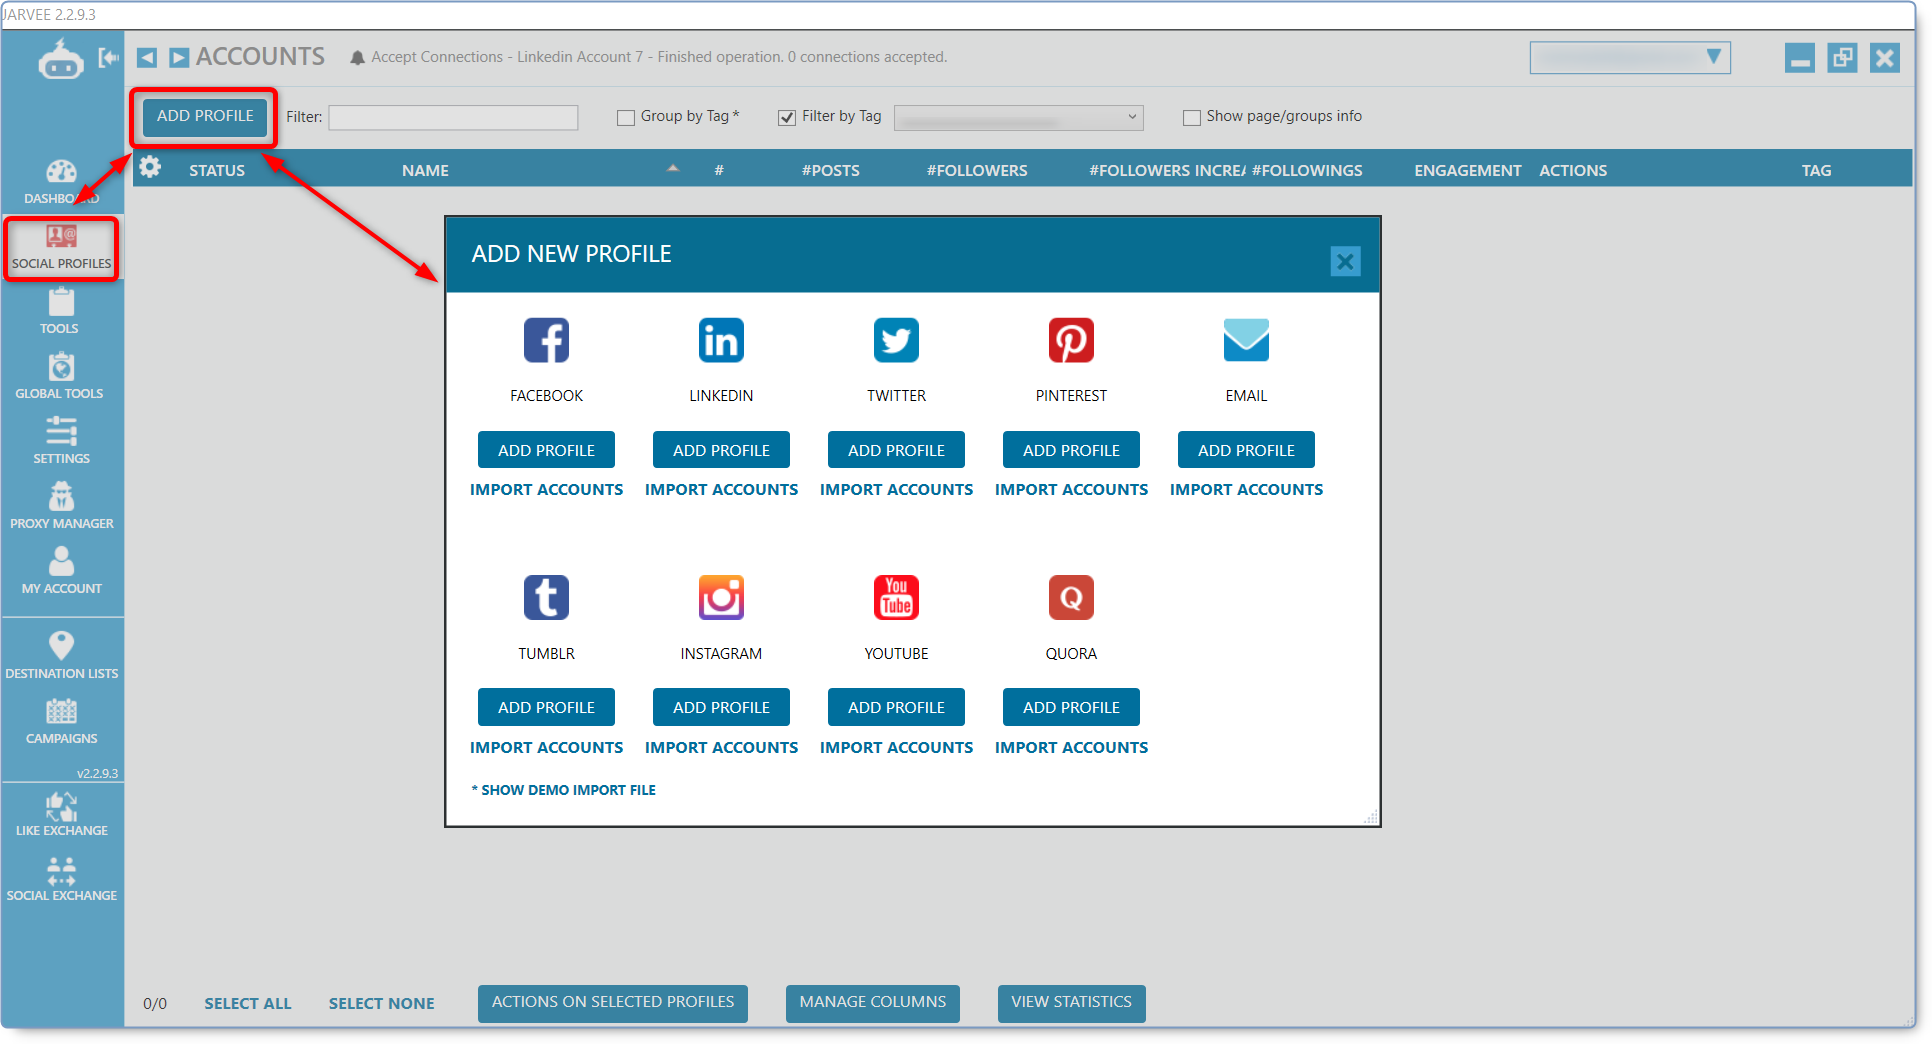 JARVEE 2.2.9.3
ACCOUNTS
Accept Connections - Linkedin Account 7 - Finished operation. 0 connections accepted.
ADD PROFILE
Filter:
Group by Tag *
Filter by Tag
Show page/groups info
STATUS
NAME
#
#POSTS
#FOLLOWERS
#FOLLOWERS INCREA
#FOLLOWINGS
ENGAGEMENT
ACTIONS
TAG
DASHBOARD
SOCIAL PROFILES
TOOLS
GLOBAL TOOLS
SETTINGS
PROXY MANAGER
MY ACCOUNT
DESTINATION LISTS
CAMPAIGNS
v2.2.9.3
LIKE EXCHANGE
SOCIAL EXCHANGE
ADD NEW PROFILE
FACEBOOK
LINKEDIN
TWITTER
PINTEREST
EMAIL
ADD PROFILE
ADD PROFILE
ADD PROFILE
ADD PROFILE
ADD PROFILE
IMPORT ACCOUNTS
IMPORT ACCOUNTS
IMPORT ACCOUNTS
IMPORT ACCOUNTS
IMPORT ACCOUNTS
You
Tube
TUMBLR
INSTAGRAM
YOUTUBE
QUORA
ADD PROFILE
ADD PROFILE
ADD PROFILE
ADD PROFILE
IMPORT ACCOUNTS
IMPORT ACCOUNTS
IMPORT ACCOUNTS
IMPORT ACCOUNTS
* SHOW DEMO IMPORT FILE
0/0
SELECT ALL
SELECT NONE
ACTIONS ON SELECTED PROFILES
MANAGE COLUMNS
VIEW STATISTICS